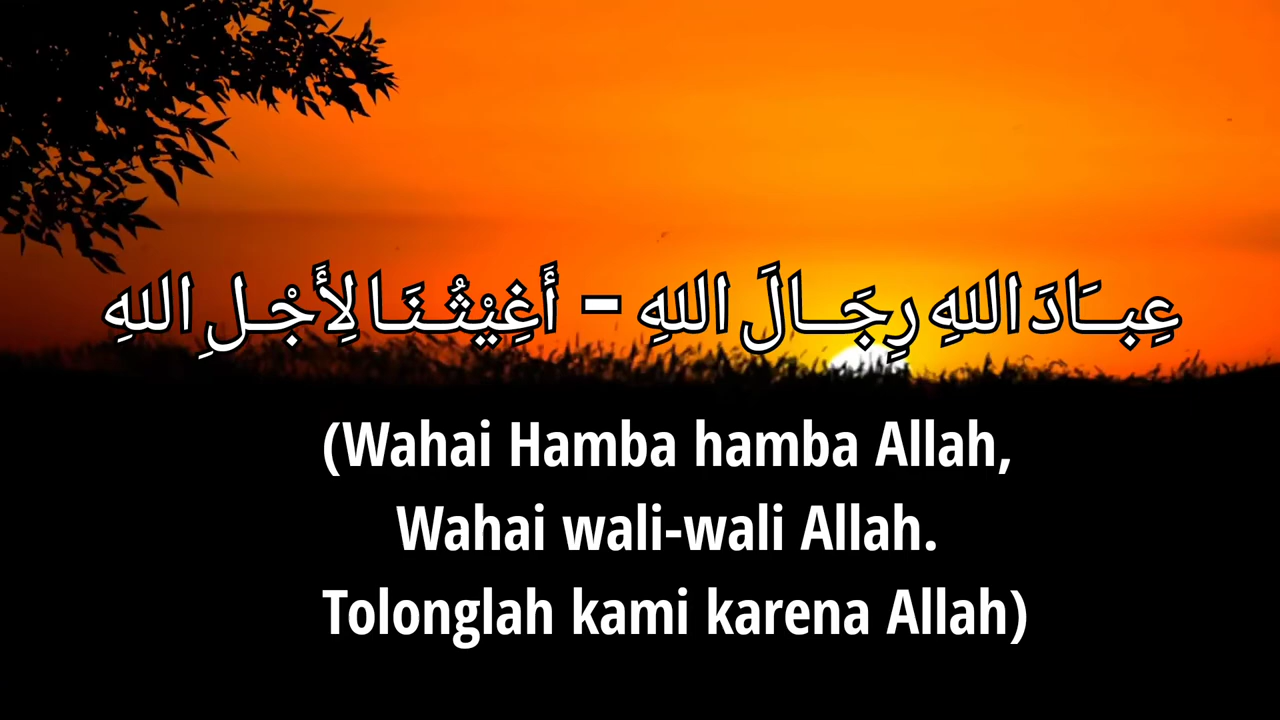 عِبَادَ اللهِ رِجَالَ اللهِ - أَغِيْثُنَا لِأَجْلِ اللهِ
(Wahai Hamba hamba Allah,
Wahai wali-wali Allah.
Tolonglah kami karena Allah)